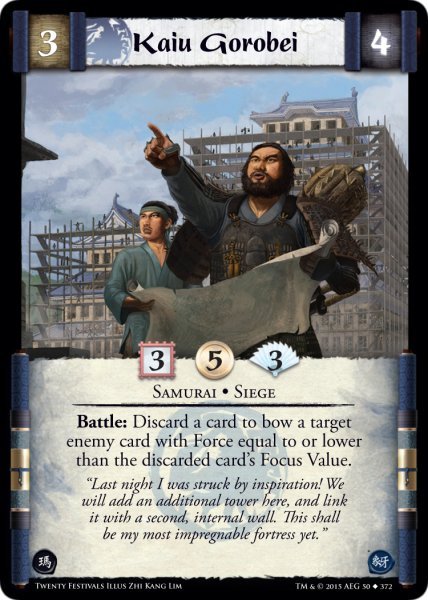 3 Kaiu Gorobei 4
3 5 3
Samurai • Siege
Battle: Discard a card to bow a target
enemy card with Force equal to or lower
than the discarded card's Focus Value.
“Last night I was struck by inspiration! We
will add an additional tower here, and link
it with a second, internal wall. This shall
be my most impregnable fortress yet.”
Twenty Festivals Illus Zhi Kang Lim
TM & © 2015 AEG 50 ◆ 372